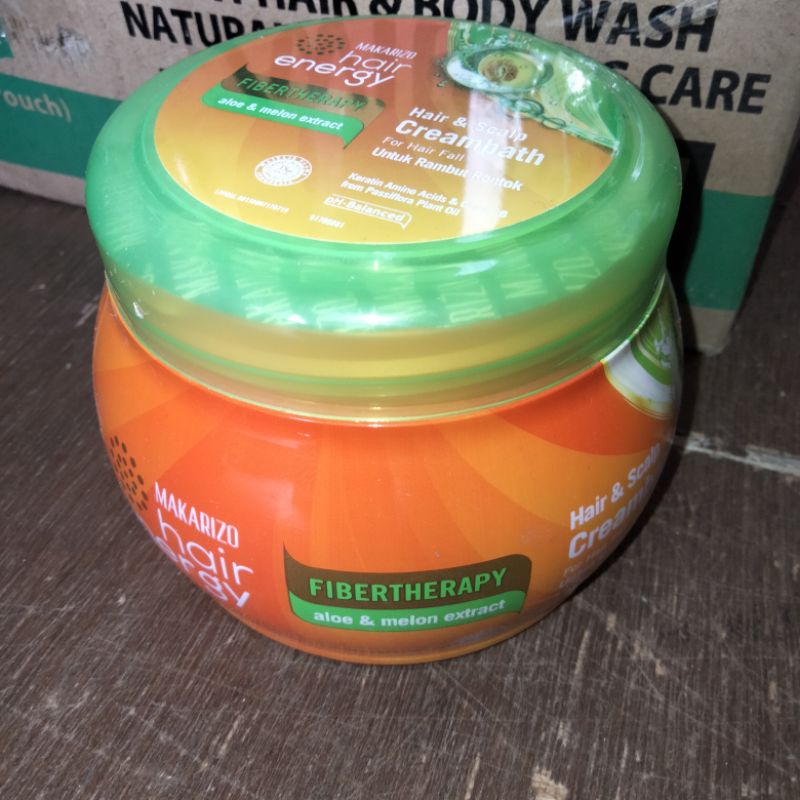 HAIR & BODY WASH
CARE
ouch)
MAKARIZO
hair
energy
FIBERTHERAPY
aloe & melon extract
Hair & Scalp
Creambath
For Hair Fall
Untuk Rambut Rontok
Keratin Amino Acids &
from Passiflora Plant Oil
pH-Balanced
MAKARIZO
hair
energy
FIBERTHERAPY
aloe & melon extract
Hair & Scalp
Cream